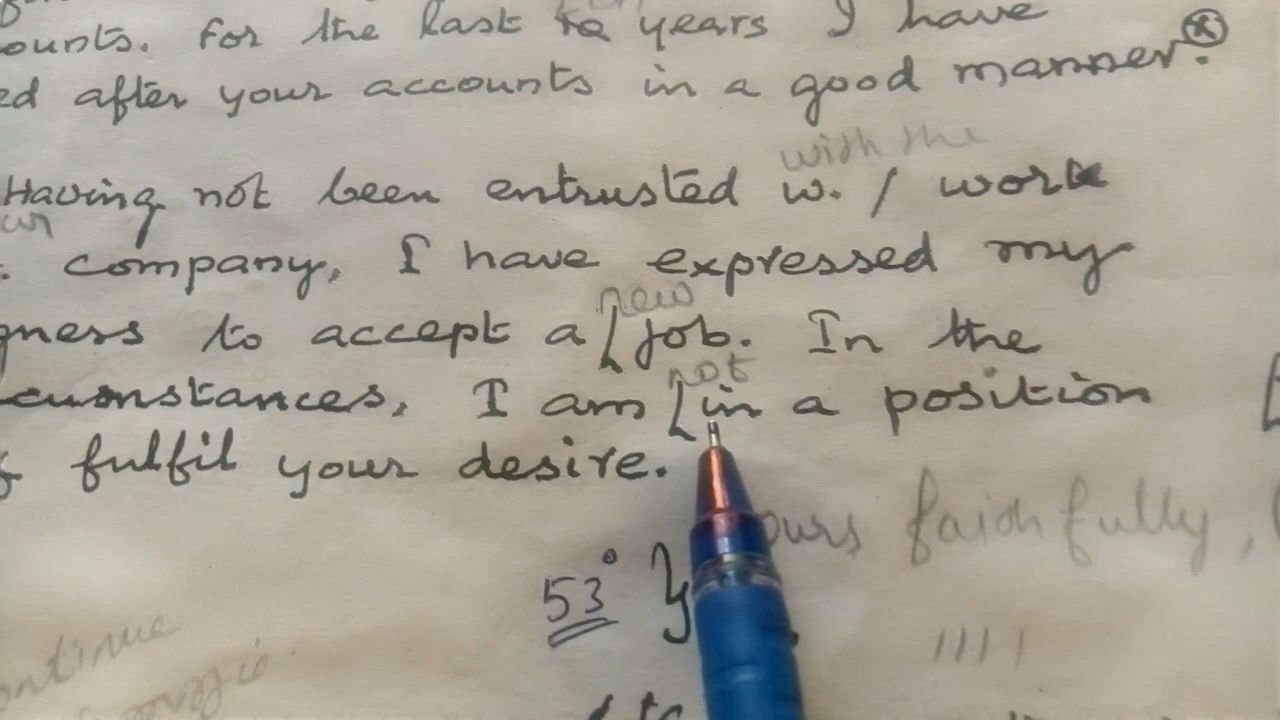 ounts. For the last years I have
ed after your accounts in a good manner.
with the
Having not been entrusted w. / work
company, I have expressed my
new
gness to accept a job. In the
not
cumstances, I am in a position
fulfil your desire.
ours faithfully,
53°
ontinue